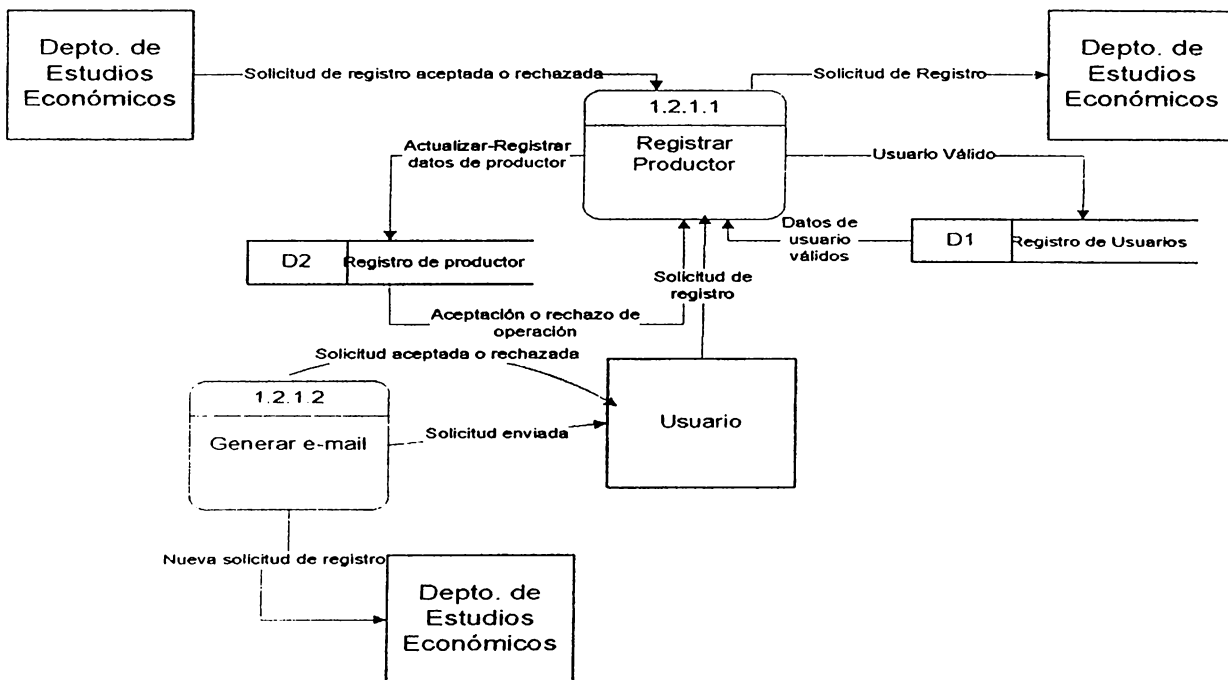 Depto. de
Estudios
Económicos
Solicitud de registro aceptada o rechazada
Solicitud de Registro
Depto. de
Estudios
Económicos
1.2.1.1
Registrar
Productor
Actualizar-Registrar
datos de productor
Usuario Válido
Datos de
usuario
válidos
D1
Registro de Usuarios
D2
Registro de productor
Solicitud de
registro
Aceptación o rechazo de
operación
Solicitud aceptada o rechazada
1.2.1.2
Generar e-mail
Solicitud enviada
Usuario
Nueva solicitud de registro
Depto. de
Estudios
Económicos